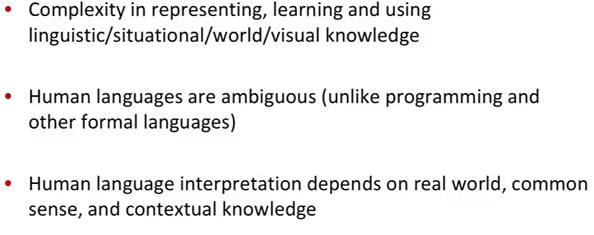 • Complexity in representing, learning and using
linguistic/situational/world/visual knowledge
• Human languages are ambiguous (unlike programming and
other formal languages)
• Human language interpretation depends on real world, common
sense, and contextual knowledge